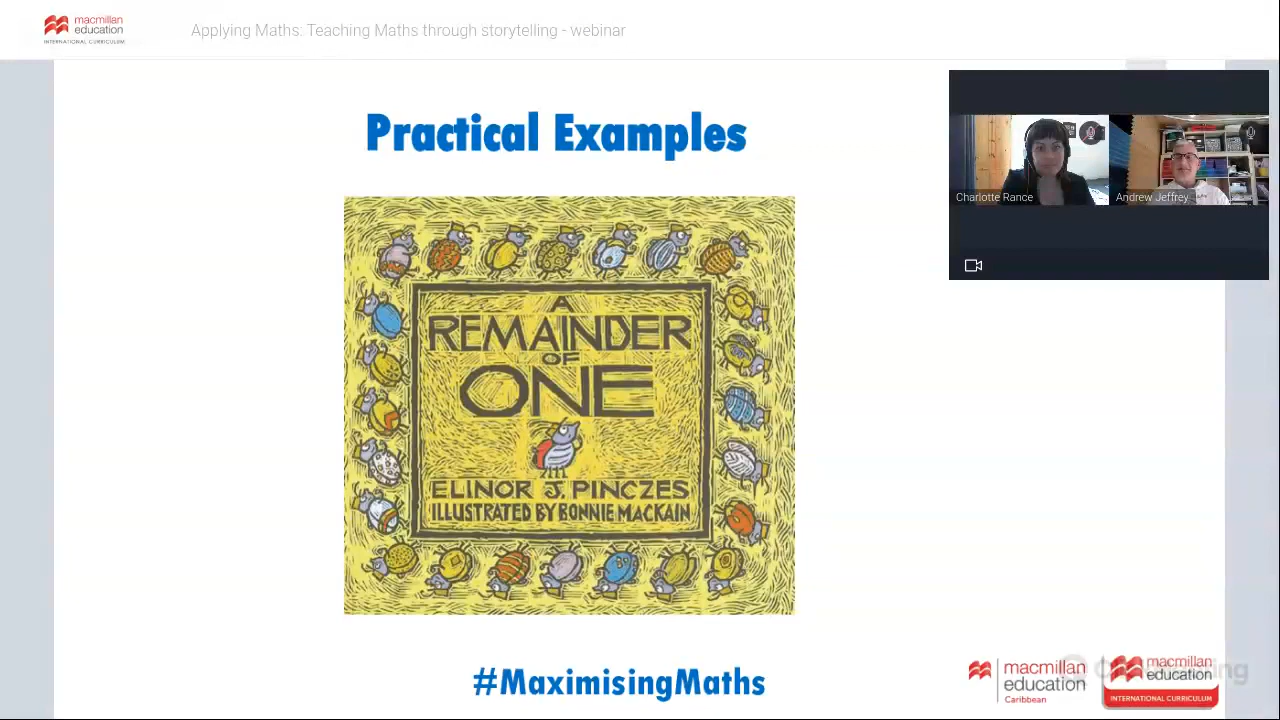 macmillan
education
INTERNATIONAL CURRICULUM
Applying Maths: Teaching Maths through storytelling - webinar
Practical Examples
Charlotte Rance
Andrew Jeffrey
A
REMAINDER
OF
ONE
ELINOR J. PINCZES
ILLUSTRATED BY BONNIE MACKAIN
#MaximisingMaths
macmillan
education
Caribbean
macmillan
education
INTERNATIONAL CURRICULUM